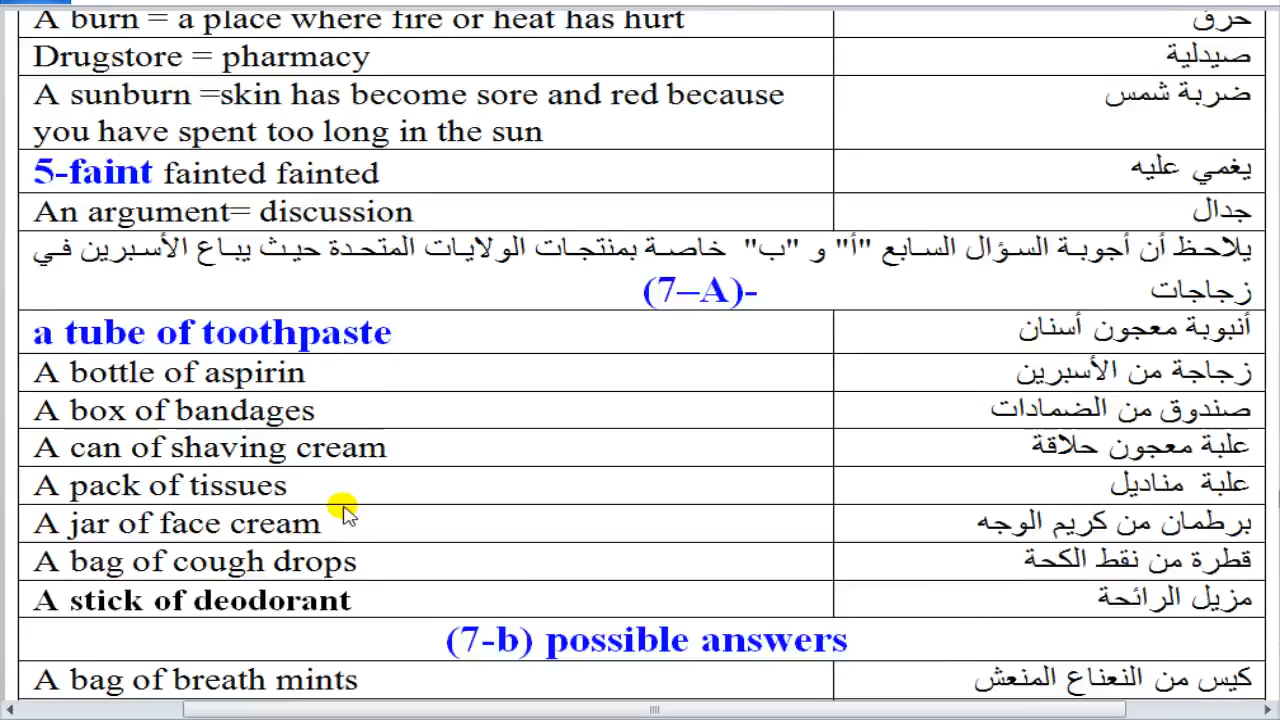 A burn = a place where fire or heat has hurt
حرق
Drugstore = pharmacy
صيدلية
A sunburn =skin has become sore and red because
you have spent too long in the sun
ضربة شمس
5-faint fainted fainted
يغمي عليه
An argument= discussion
جدال
يلاحظ أن أجوبة السؤال السابع "أ" و "ب" خاصة بمنتجات الولايات المتحدة حيث يباع الأسبرين في
زجاجات (7–A)-
a tube of toothpaste
أنبوبة معجون أسنان
A bottle of aspirin
زجاجة من الأسبرين
A box of bandages
صندوق من الضمادات
A can of shaving cream
علبة معجون حلاقة
A pack of tissues
علبة مناديل
A jar of face cream
برطمان من كريم الوجه
A bag of cough drops
قطرة من نقط الكحة
A stick of deodorant
مزيل الرائحة
(7-b) possible answers
A bag of breath mints
كيس من النعناع المنعش